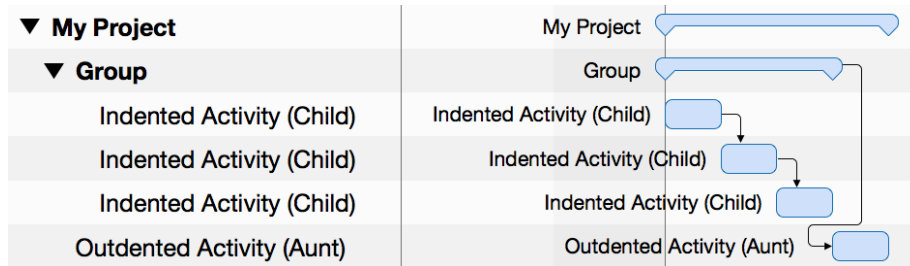 My Project My Project
Group Group
Indented Activity (Child) Indented Activity (Child)
Indented Activity (Child) Indented Activity (Child)
Indented Activity (Child) Indented Activity (Child)
Outdented Activity (Aunt) Outdented Activity (Aunt)